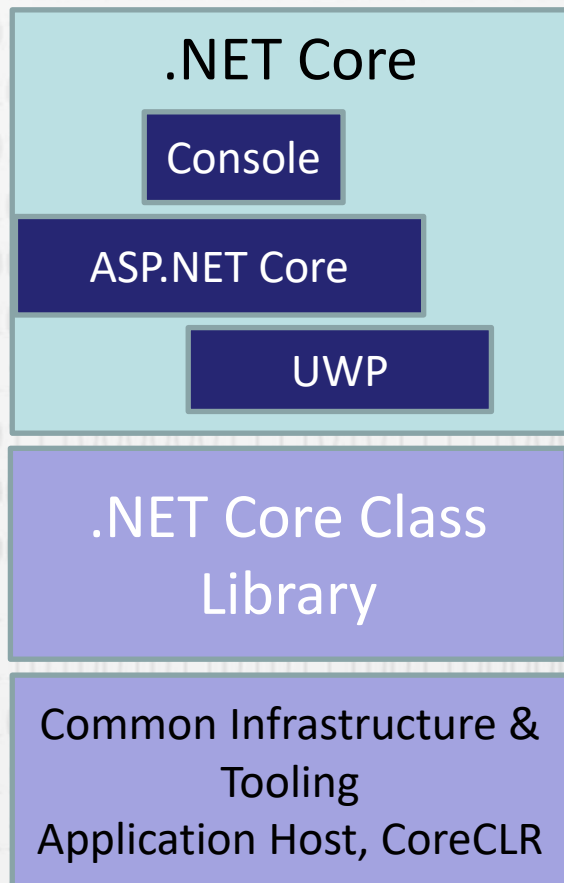 .NET Core
Console
ASP.NET Core
UWP
.NET Core Class
Library
Common Infrastructure &
Tooling
Application Host, CoreCLR